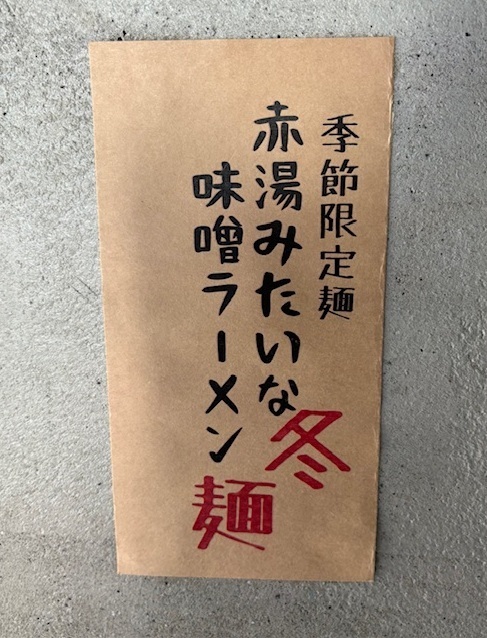 季節限定麺
赤湯みたいな
味噌ラーメン
冬
麺